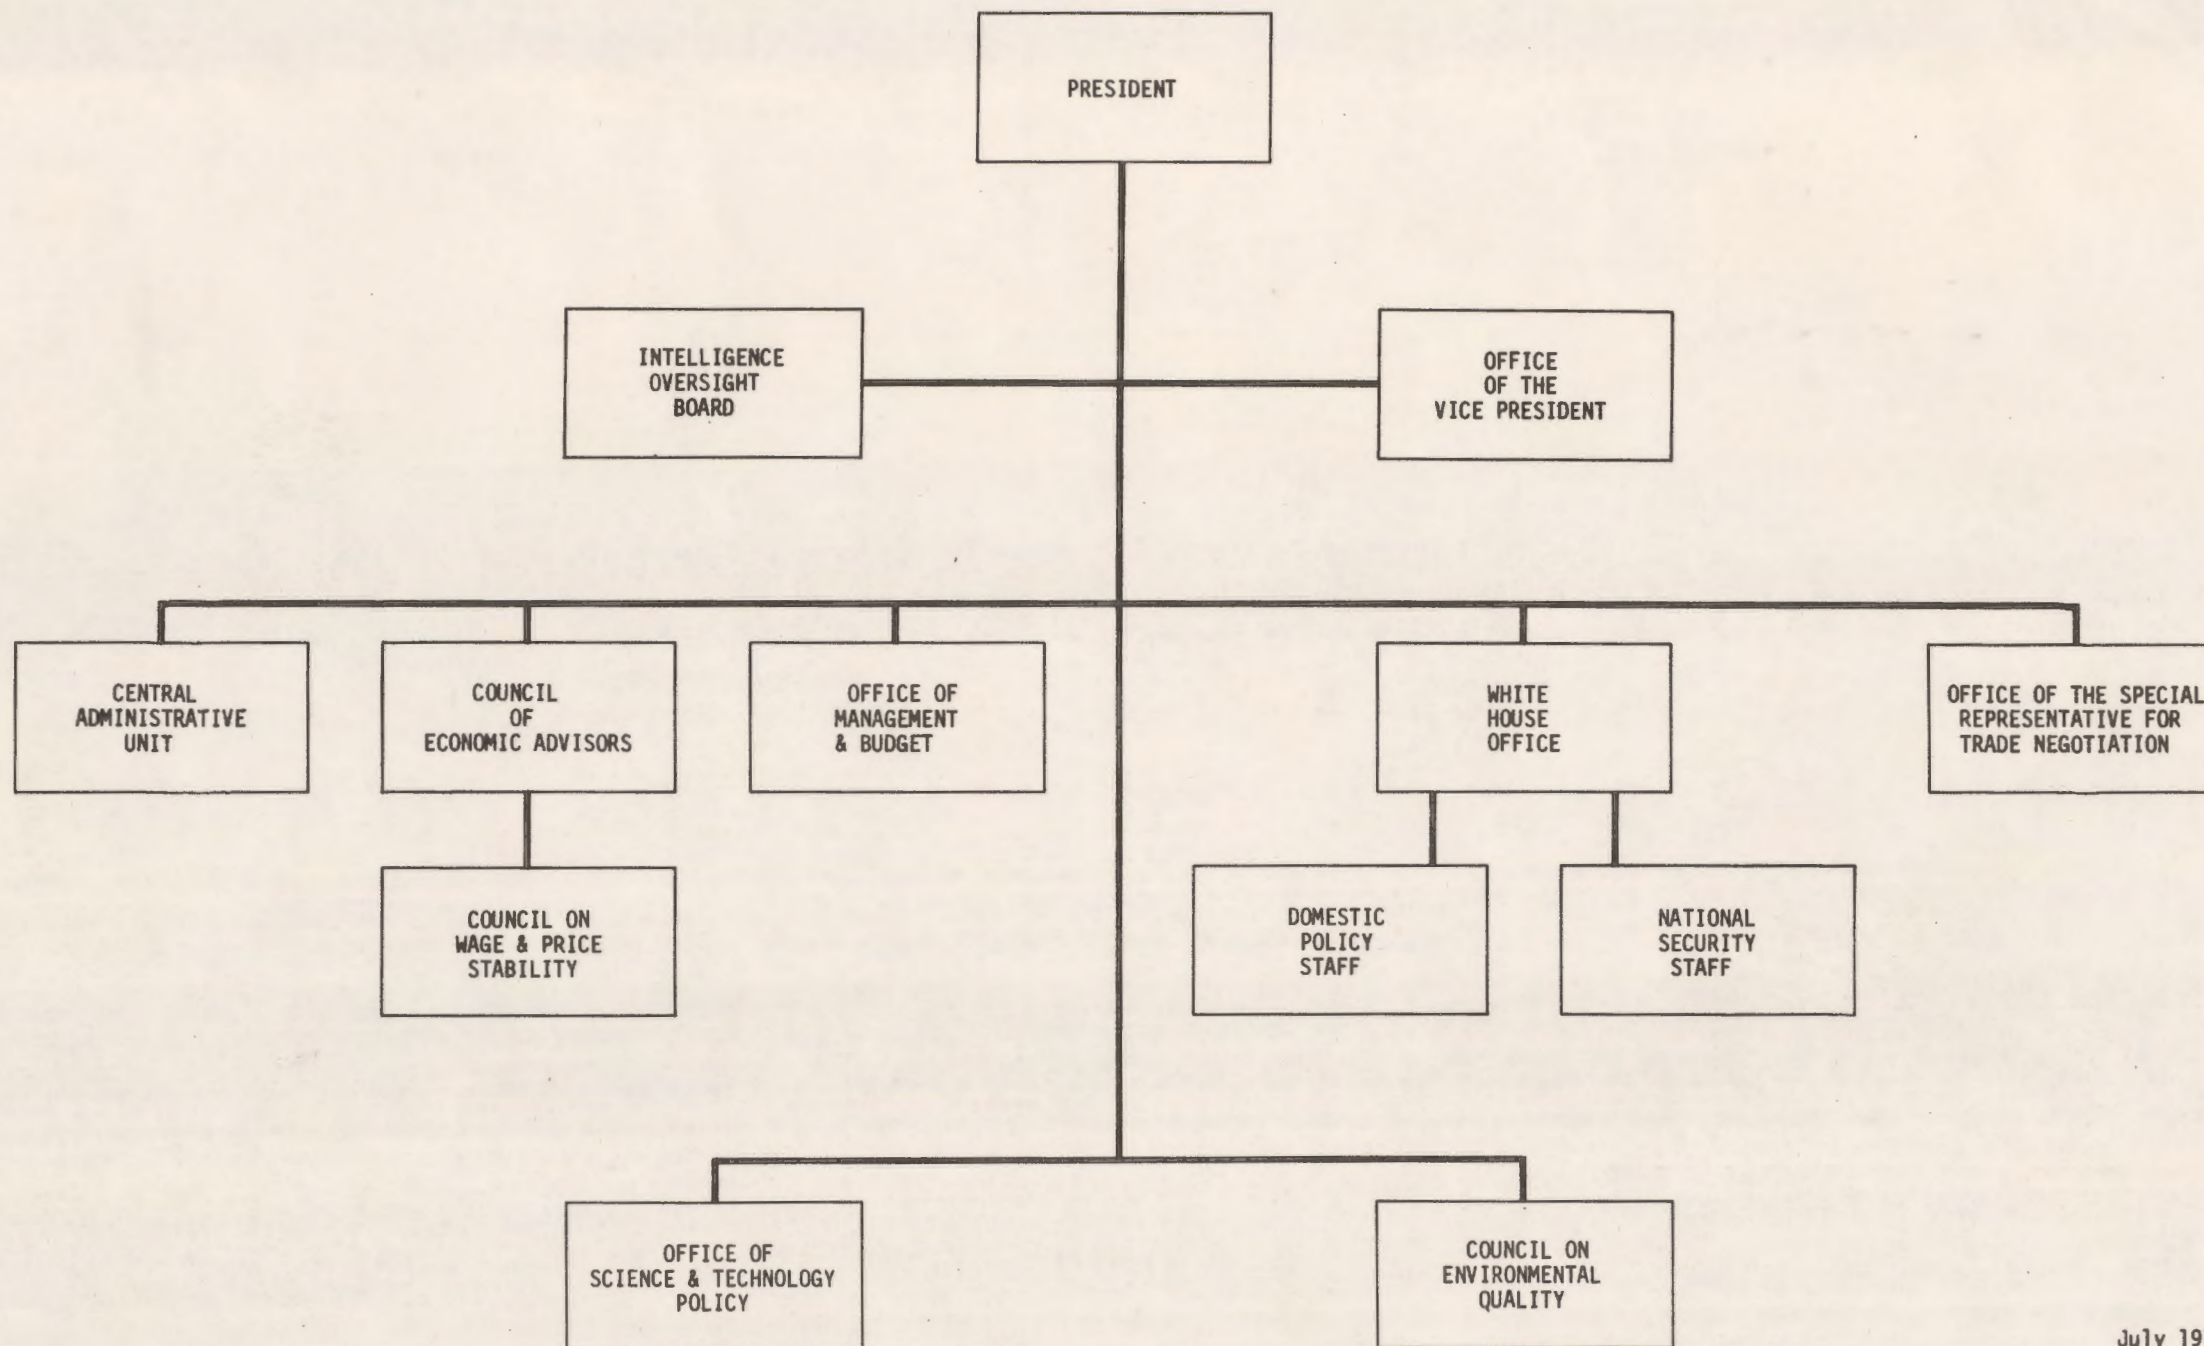 PRESIDENT
INTELLIGENCE
OVERSIGHT
BOARD
OFFICE
OF THE
VICE PRESIDENT
CENTRAL
ADMINISTRATIVE
UNIT
COUNCIL
OF
ECONOMIC ADVISORS
OFFICE OF
MANAGEMENT
& BUDGET
WHITE
HOUSE
OFFICE
OFFICE OF THE SPECIAL
REPRESENTATIVE FOR
TRADE NEGOTIATION
COUNCIL ON
WAGE & PRICE
STABILITY
DOMESTIC
POLICY
STAFF
NATIONAL
SECURITY
STAFF
OFFICE OF
SCIENCE & TECHNOLOGY
POLICY
COUNCIL ON
ENVIRONMENTAL
QUALITY
July 19